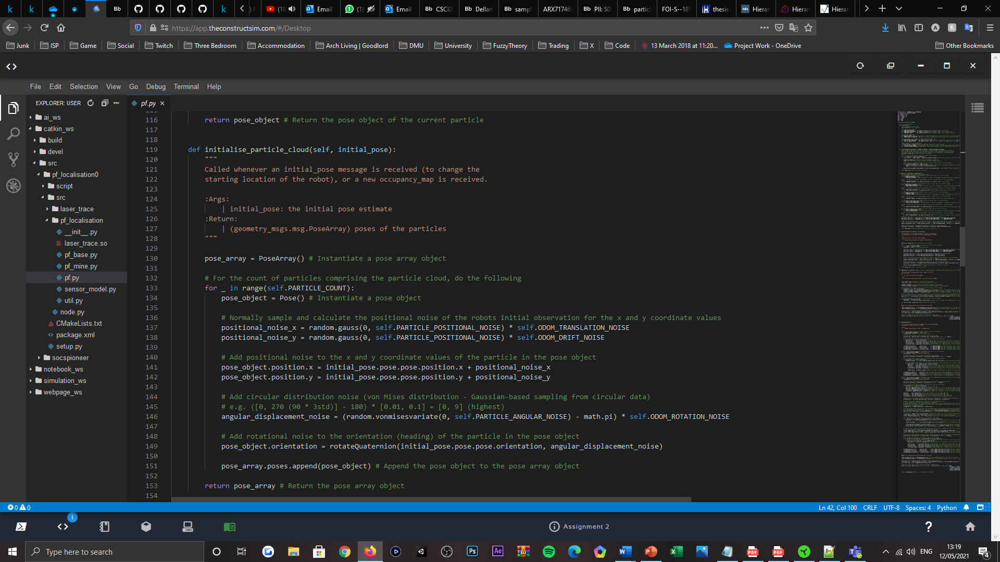 (18
Email
(1)
Email
CSCI20
Dellart
sampl
ARX71746
PII: S0
particl
FOI-S--181
thesis.
Hierar
Hierar
Hierar
https://app.theconstructsim.com/#/Desktop
Junk
ISP
Game
Social
Twitch
Three Bedroom
Accommodation
Arch Living | Goodlord
DMU
University
FuzzyTheory
Trading
X
Code
13 March 2018 at 11:20...
Project Work - OneDrive
Other Bookmarks
File Edit Selection View Go Debug Terminal Help
EXPLORER: USER
pf.py
ai_ws
catkin_ws
build
devel
src
pf_localisation0
script
src
laser_trace
pf_localisation
__init__.py
laser_trace.so
pf_base.py
pf_mine.py
pf.py
sensor_model.py
util.py
node.py
CMakeLists.txt
package.xml
setup.py
socspioneer
notebook_ws
simulation_ws
webpage_ws
115
116 return pose_object # Return the pose object of the current particle
117
118
119 def initialise_particle_cloud(self, initial_pose):
120 """
121 Called whenever an initial_pose message is received (to change the
122 starting location of the robot), or a new occupancy_map is received.
123
124 :Args:
125 | initial_pose: the initial pose estimate
126 :Return:
127 | (geometry_msgs.msg.PoseArray) poses of the particles
128 """
129
130 pose_array = PoseArray() # Instantiate a pose array object
131
132 # For the count of particles comprising the particle cloud, do the following
133 for _ in range(self.PARTICLE_COUNT):
134 pose_object = Pose() # Instantiate a pose object
135
136 # Normally sample and calculate the positional noise of the robots initial observation for the x and y coordinate values
137 positional_noise_x = random.gauss(0, self.PARTICLE_POSITIONAL_NOISE) * self.ODOM_TRANSLATION_NOISE
138 positional_noise_y = random.gauss(0, self.PARTICLE_POSITIONAL_NOISE) * self.ODOM_DRIFT_NOISE
139
140 # Add positional noise to the x and y coordinate values of the particle in the pose object
141 pose_object.position.x = initial_pose.pose.pose.position.x + positional_noise_x
142 pose_object.position.y = initial_pose.pose.pose.position.y + positional_noise_y
143
144 # Add circular distribution noise (von Mises distribution - Gaussian-based sampling from circular data)
145 # e.g. ([0, 270 (90 * 3std)] - 180) * [0.01, 0.1] = [0, 9] (highest)
146 angular_displacement_noise = (random.vonmisesvariate(0, self.PARTICLE_ANGULAR_NOISE) - math.pi) * self.ODOM_ROTATION_NOISE
147
148 # Add rotational noise to the orientation (heading) of the particle in the pose object
149 pose_object.orientation = rotateQuaternion(initial_pose.pose.pose.orientation, angular_displacement_noise)
150
151 pose_array.poses.append(pose_object) # Append the pose object to the pose array object
152
153 return pose_array # Return the pose array object
154
0 0
Ln 42, Col 100 CRLF UTF-8 Spaces: 4 Python
1
Assignment 2
?
Type here to search
ENG
13:19
12/05/2021
4